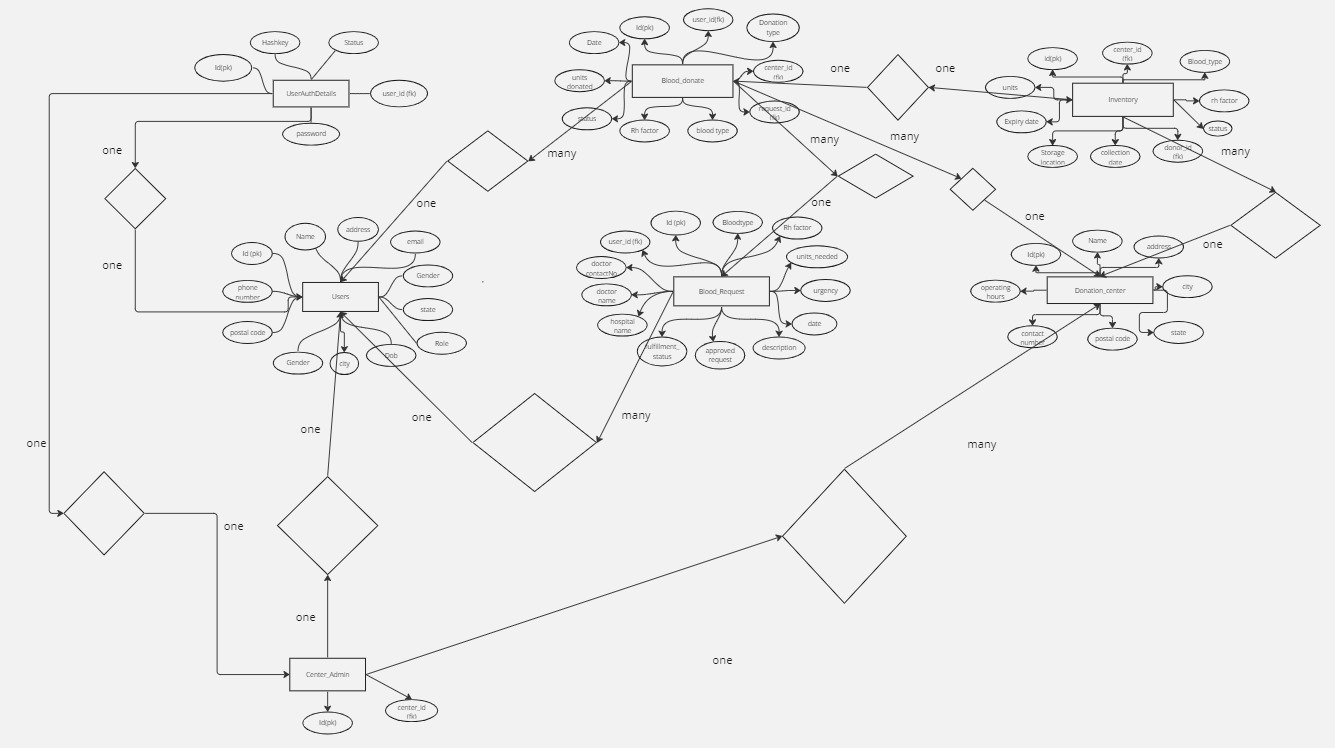 Hashkey
Status
Id(pk)
UserAuthDetails
user_id (fk)
password
Date
Id(pk)
user_id(fk)
Donation
type
Blood_donate
center_id
(fk)
units
donated
request_id
(fk)
status
Rh factor
blood type
one
one
id(pk)
center_id
(fk)
Blood_type
units
Inventory
rh factor
Expiry date
status
Storage
location
collection
date
donor_id
(fk)
many
many
many
many
one
one
one
one
one
one
one
Name
address
email
Id (pk)
Gender
phone
number
Users
state
postal code
Role
Gender
city
Dob
Id (pk)
Bloodtype
Rh factor
user_id (fk)
units_needed
doctor
contactNo
doctor
name
Blood_Request
urgency
hospital
name
date
fulfillment_
status
approved
request
description
Id(pk)
Name
address
operating
hours
Donation_center
city
contact
number
postal code
state
one
many
one
one
many
one
one
one
Center_Admin
Id(pk)
center_id
(fk)